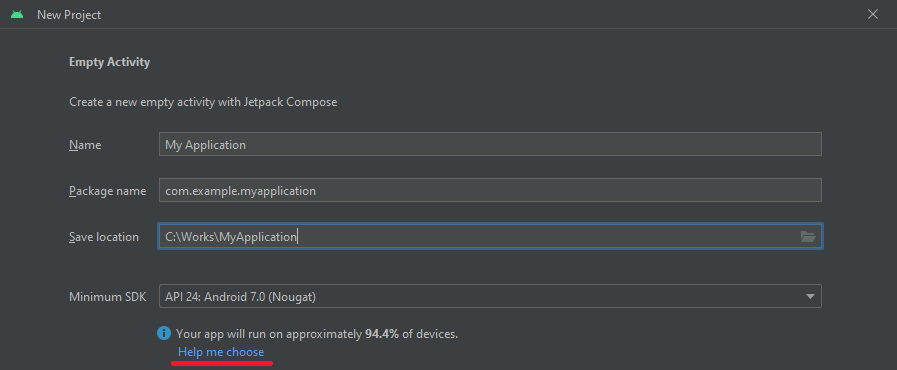 New Project
Empty Activity
Create a new empty activity with Jetpack Compose
Name My Application
Package name com.example.myapplication
Save location C:\Works\MyApplication
Minimum SDK API 24: Android 7.0 (Nougat)
Your app will run on approximately 94.4% of devices.
Help me choose